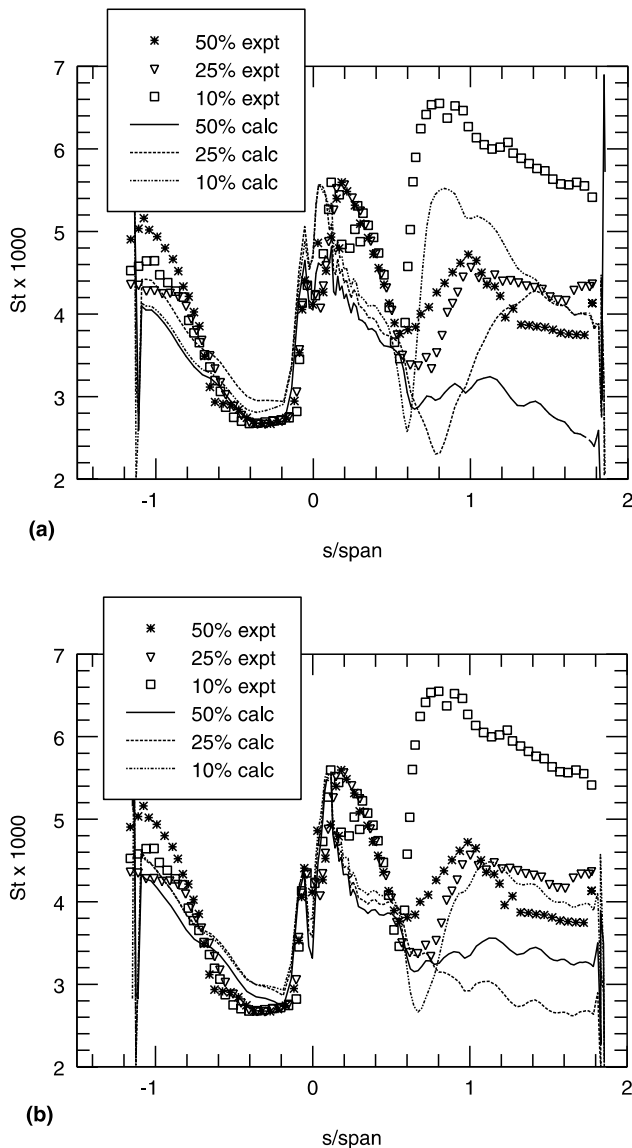 50% expt
25% expt
10% expt
50% calc
25% calc
10% calc
7
6
5
4
3
2
St x 1000
-1
0
1
2
s/span
(a)
50% expt
25% expt
10% expt
50% calc
25% calc
10% calc
7
6
5
4
3
2
St x 1000
-1
0
1
2
s/span
(b)